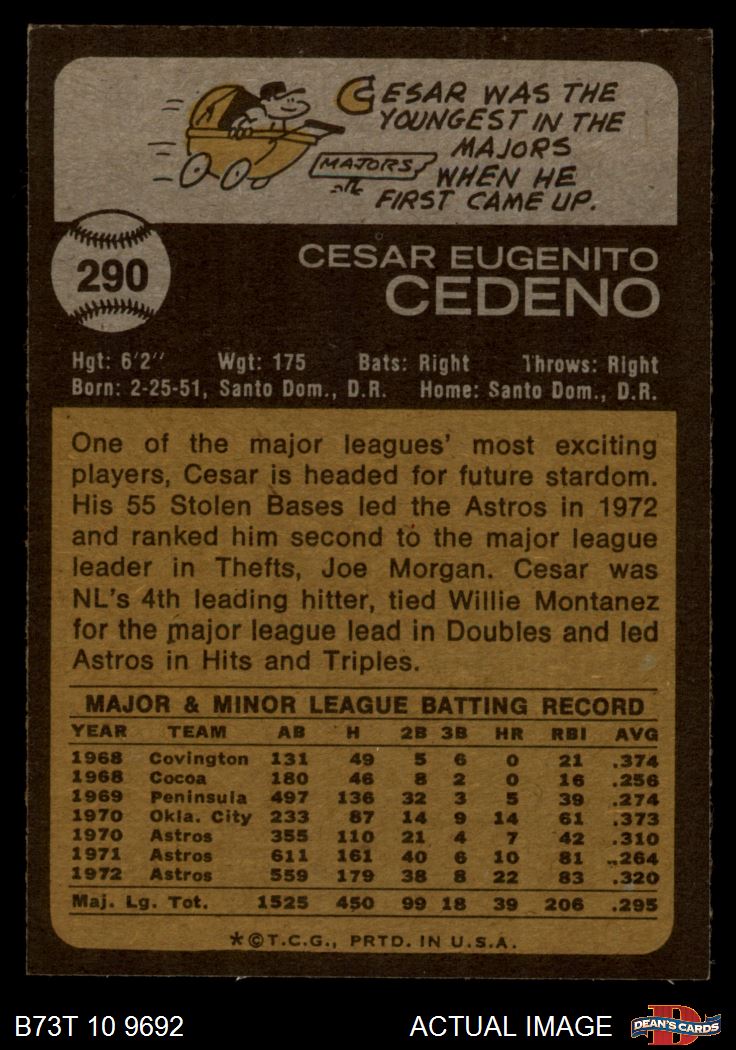 CESAR WAS THE
YOUNGEST IN THE
MAJORS
WHEN HE
FIRST CAME UP.
MAJORS
290
CESAR EUGENITO
CEDENO
Hgt: 6'2" Wgt: 175 Bats: Right Throws: Right
Born: 2-25-51, Santo Dom., D.R. Home: Santo Dom., D.R.
One of the major leagues' most exciting
players, Cesar is headed for future stardom.
His 55 Stolen Bases led the Astros in 1972
and ranked him second to the major league
leader in Thefts, Joe Morgan. Cesar was
NL's 4th leading hitter, tied Willie Montanez
for the major league lead in Doubles and led
Astros in Hits and Triples.
MAJOR & MINOR LEAGUE BATTING RECORD
YEAR TEAM AB H 2B 3B HR RBI AVG
1968 Covington 131 49 5 6 0 21 .374
1968 Cocoa 180 46 8 2 0 16 .256
1969 Peninsula 497 136 32 3 5 39 .274
1970 Okla. City 233 87 14 9 14 61 .373
1970 Astros 355 110 21 4 7 42 .310
1971 Astros 611 161 40 6 10 81 .264
1972 Astros 559 179 38 8 22 83 .320
Maj. Lg. Tot. 1525 450 99 18 39 206 .295
*©T.C.G., PRTD. IN U.S.A.
B73T 10 9692 ACTUAL IMAGE DEAN'S CARDS